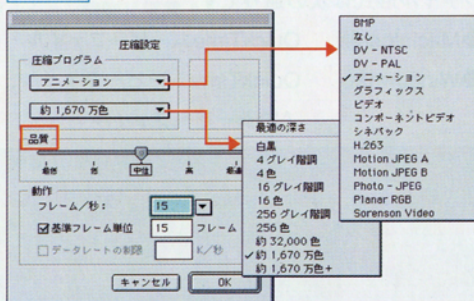 圧縮設定
圧縮プログラム
アニメーション
約 1,670 万色
品質
最低
低
中位
高
最高
動作
フレーム／秒：
15
基準フレーム単位
15
フレーム
データレートの制限
K／秒
キャンセル
OK
最適の深さ
白黒
4 グレイ階調
4 色
16 グレイ階調
16 色
256 グレイ階調
256 色
約 32,000 色
✓約 1,670 万色
約 1,670 万色+
BMP
なし
DV - NTSC
DV - PAL
✓アニメーション
グラフィックス
ビデオ
コンポーネントビデオ
シネパック
H.263
Motion JPEG A
Motion JPEG B
Photo - JPEG
Planar RGB
Sorenson Video